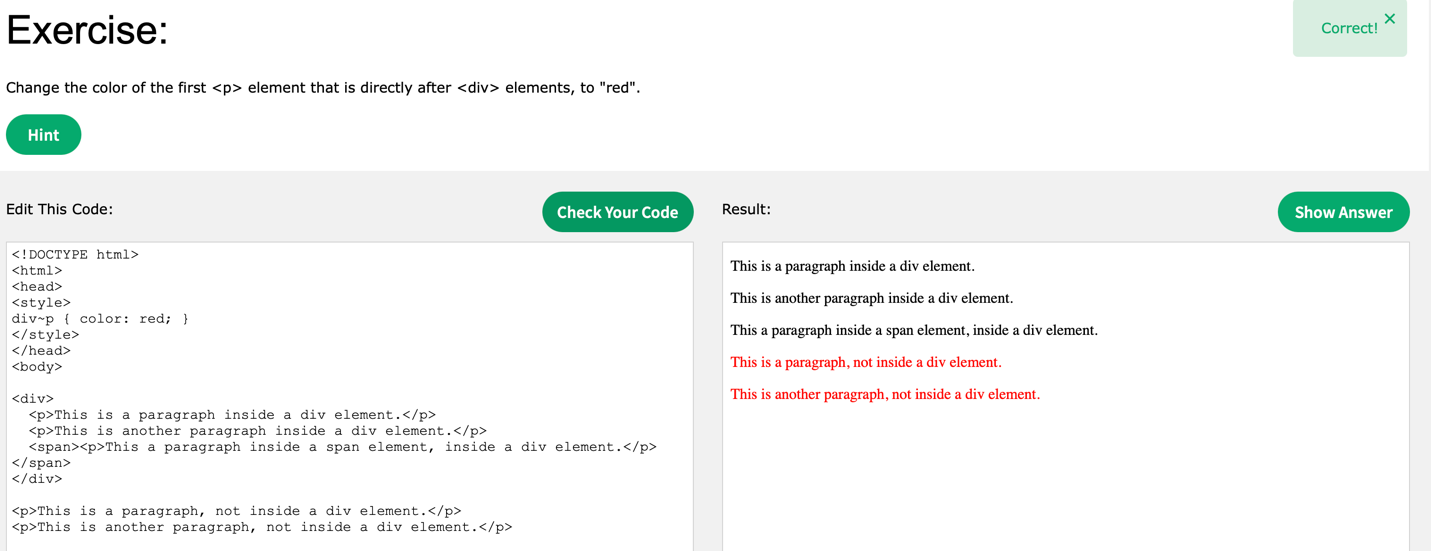 Exercise:
Correct! ×
Change the color of the first <p> element that is directly after <div> elements, to "red".
Hint
Edit This Code:
Check Your Code
Result:
Show Answer
<!DOCTYPE html>
<html>
<head>
<style>
div~p { color: red; }
</style>
</head>
<body>
<div>
  <p>This is a paragraph inside a div element.</p>
  <p>This is another paragraph inside a div element.</p>
  <span><p>This a paragraph inside a span element, inside a div element.</p>
</span>
</div>
<p>This is a paragraph, not inside a div element.</p>
<p>This is another paragraph, not inside a div element.</p>
This is a paragraph inside a div element.
This is another paragraph inside a div element.
This a paragraph inside a span element, inside a div element.
This is a paragraph, not inside a div element.
This is another paragraph, not inside a div element.